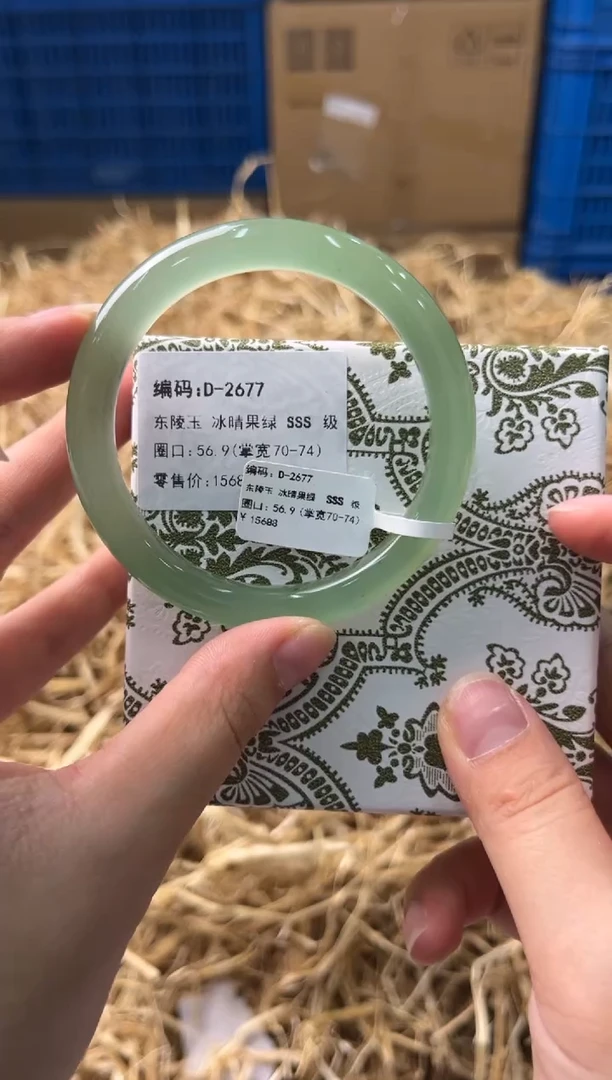 编码:D-2677
东陵玉 冰晴果绿 SSS 级
圈口:56.9(掌宽70-74)
零售价:1568
编码: D-2677
东陵玉 冰晴果绿 SSS 级
圈口: 56.9 (掌宽70-74)
￥15688